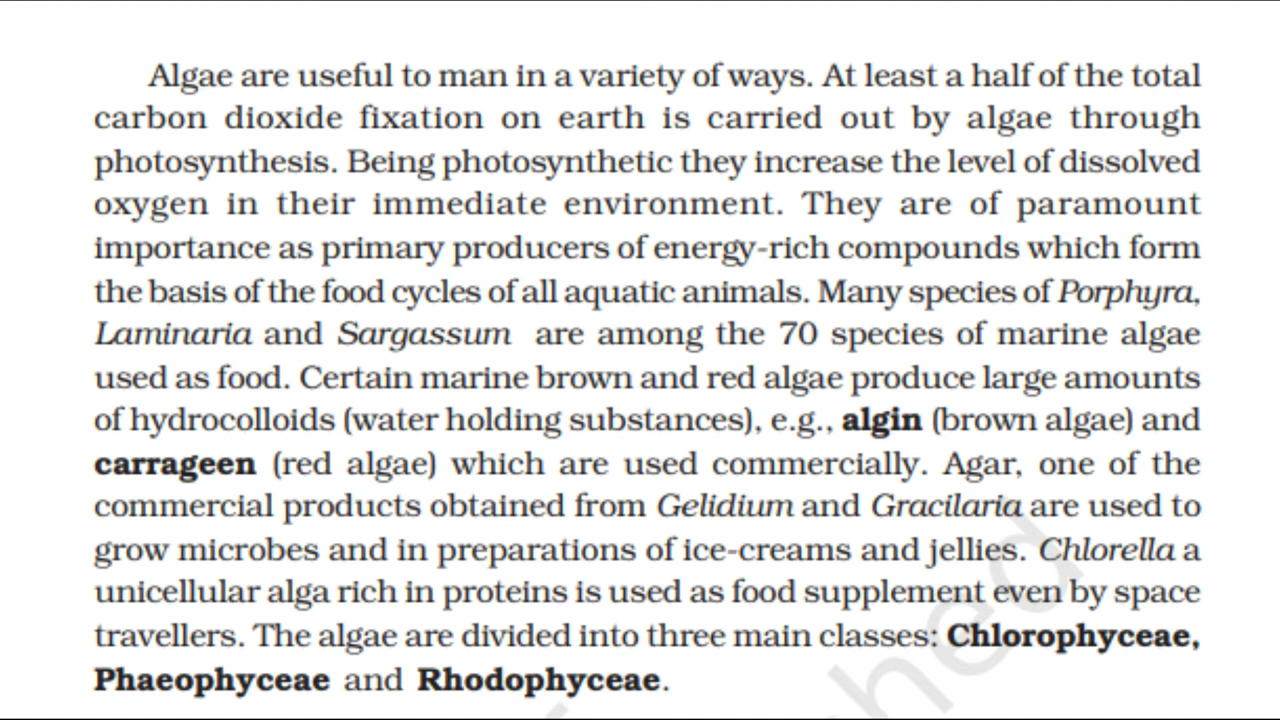 Algae are useful to man in a variety of ways. At least a half of the total
carbon dioxide fixation on earth is carried out by algae through
photosynthesis. Being photosynthetic they increase the level of dissolved
oxygen in their immediate environment. They are of paramount
importance as primary producers of energy-rich compounds which form
the basis of the food cycles of all aquatic animals. Many species of Porphyra,
Laminaria and Sargassum are among the 70 species of marine algae
used as food. Certain marine brown and red algae produce large amounts
of hydrocolloids (water holding substances), e.g., algin (brown algae) and
carrageen (red algae) which are used commercially. Agar, one of the
commercial products obtained from Gelidium and Gracilaria are used to
grow microbes and in preparations of ice-creams and jellies. Chlorella a
unicellular alga rich in proteins is used as food supplement even by space
travellers. The algae are divided into three main classes: Chlorophyceae,
Phaeophyceae and Rhodophyceae.